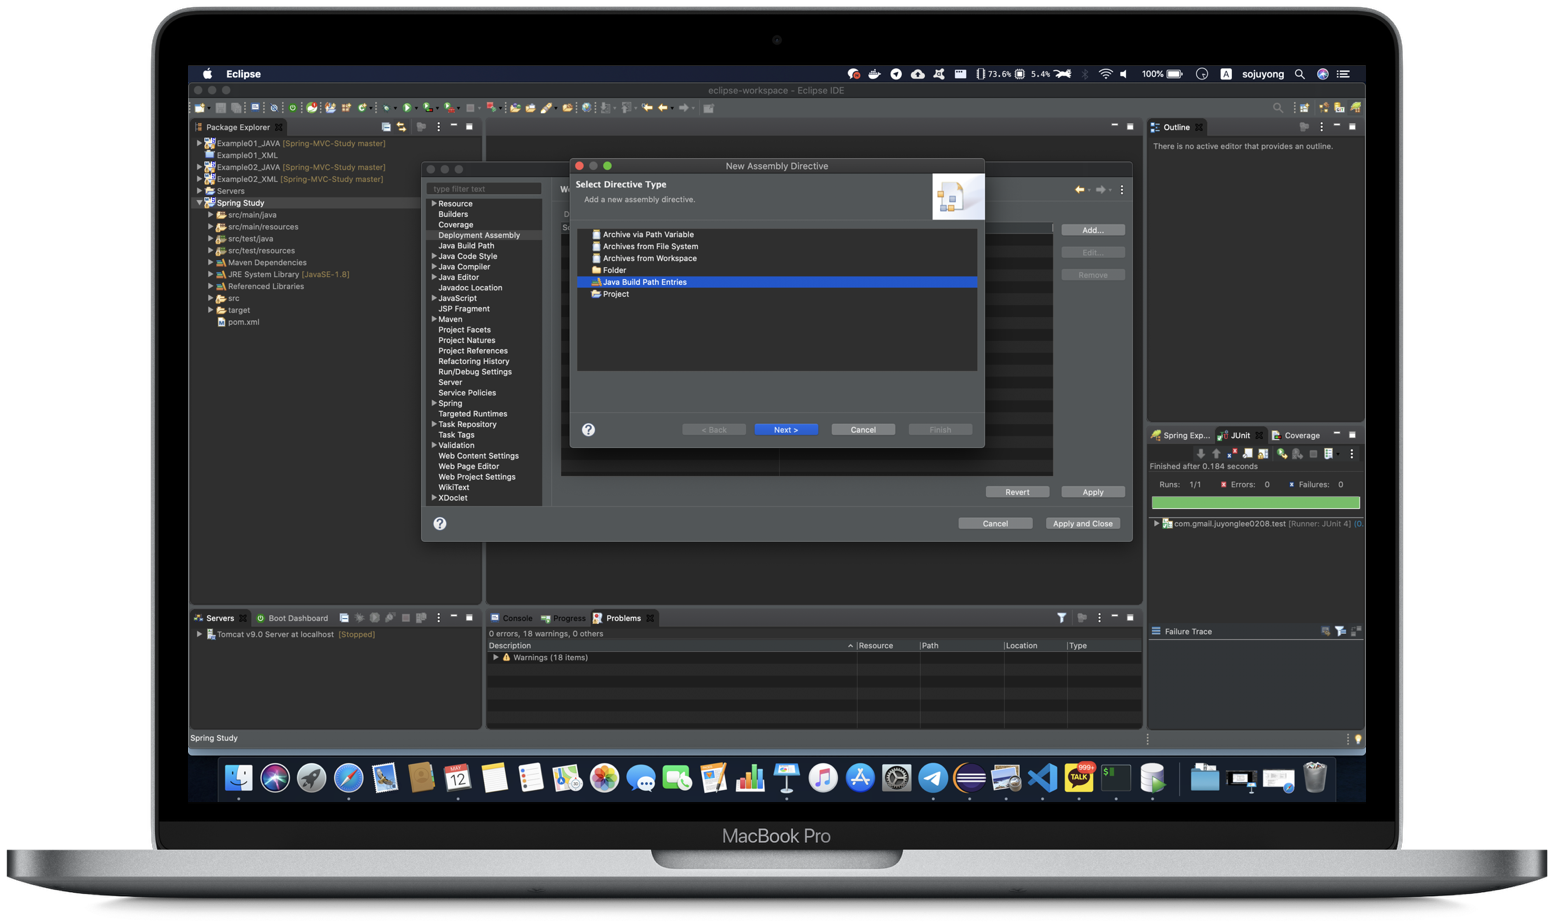 Eclipse
73.6%
5.4%
100%
A
sojuyong
eclipse-workspace - Eclipse IDE
Package Explorer
Example01_JAVA [Spring-MVC-Study master]
Example01_XML
Example02_JAVA [Spring-MVC-Study master]
Example02_XML [Spring-MVC-Study master]
Servers
Spring Study
src/main/java
src/main/resources
src/test/java
src/test/resources
Maven Dependencies
JRE System Library [JavaSE-1.8]
Referenced Libraries
src
target
pom.xml
type filter text
Resource
Builders
Coverage
Deployment Assembly
Java Build Path
Java Code Style
Java Compiler
Java Editor
Javadoc Location
JavaScript
JSP Fragment
Maven
Project Facets
Project Natures
Project References
Refactoring History
Run/Debug Settings
Server
Service Policies
Spring
Targeted Runtimes
Task Repository
Task Tags
Validation
Web Content Settings
Web Page Editor
Web Project Settings
WikiText
XDoclet
Add...
Edit...
Remove
Revert
Apply
Cancel
Apply and Close
New Assembly Directive
Select Directive Type
Add a new assembly directive.
Archive via Path Variable
Archives from File System
Archives from Workspace
Folder
Java Build Path Entries
Project
?
< Back
Next >
Cancel
Finish
?
Outline
There is no active editor that provides an outline.
Spring Exp...
JUnit
Coverage
Finished after 0.184 seconds
Runs: 1/1
Errors: 0
Failures: 0
com.gmail.juyonglee0208.test [Runner: JUnit 4] (0.
Failure Trace
Servers
Boot Dashboard
Tomcat v9.0 Server at localhost [Stopped]
Console
Progress
Problems
0 errors, 18 warnings, 0 others
Description
Resource
Path
Location
Type
Warnings (18 items)
Spring Study
12
999+
TALK
MacBook Pro